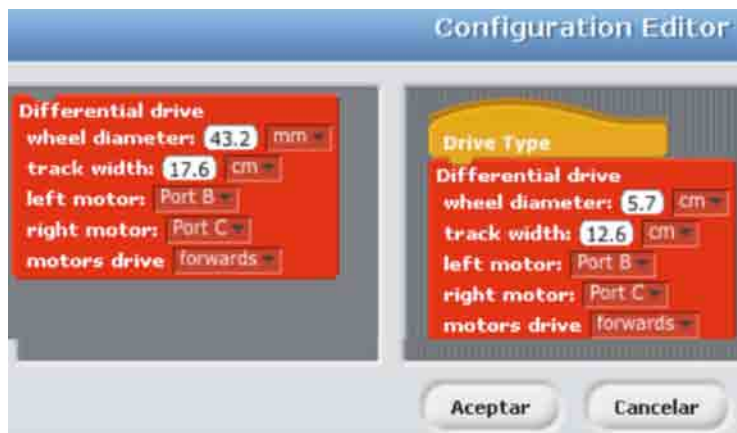 Configuration Editor
Differential drive
wheel diameter: 43.2 mm
track width: 17.6 cm
left motor: Port B
right motor: Port C
motors drive forwards
Drive Type
Differential drive
wheel diameter: 5.7 cm
track width: 12.6 cm
left motor: Port B
right motor: Port C
motors drive forwards
Aceptar
Cancelar